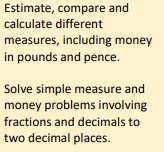 Estimate, compare and
calculate different
measures, including money
in pounds and pence.
Solve simple measure and
money problems involving
fractions and decimals to
two decimal places.